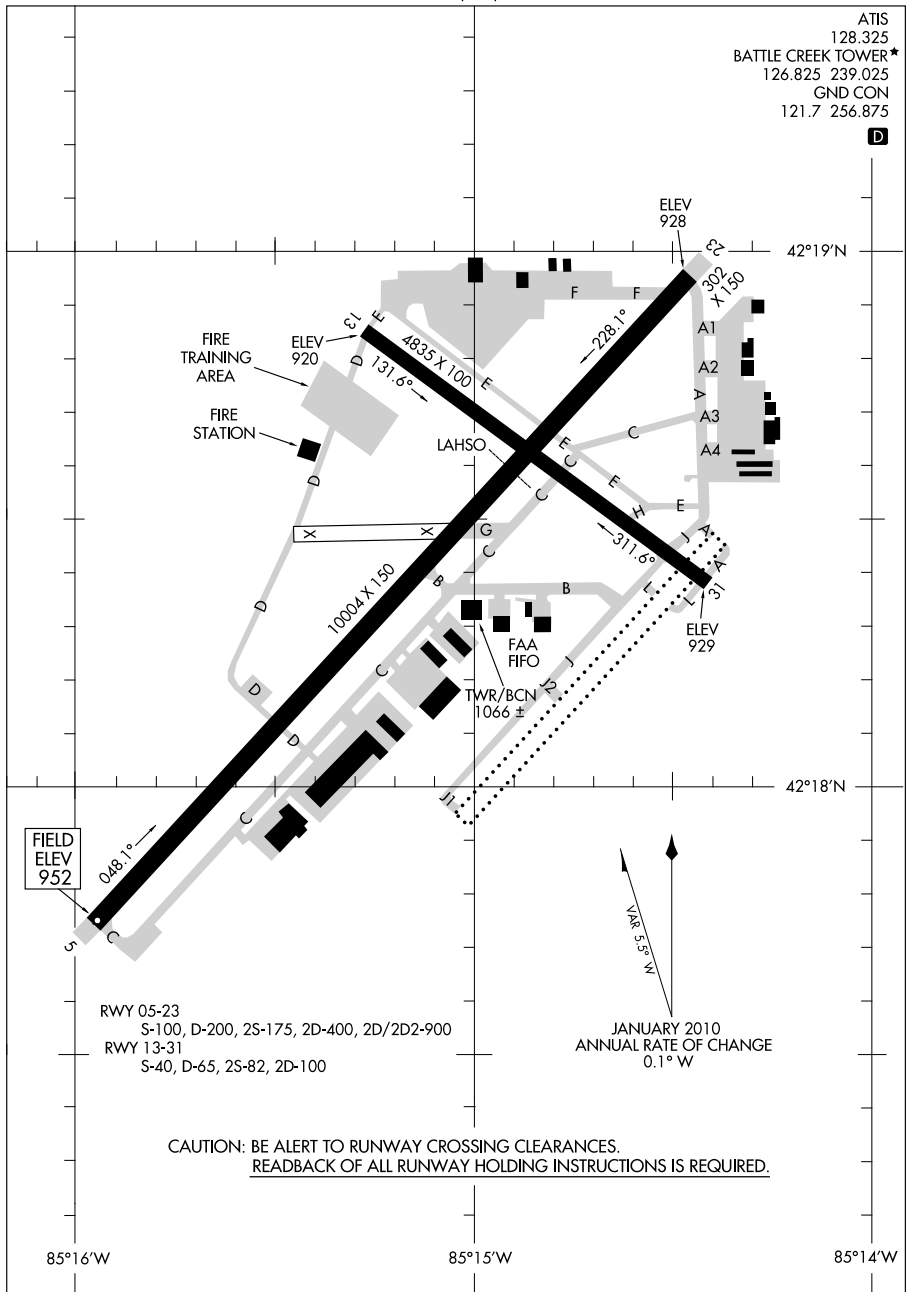 ATIS
128.325
BATTLE CREEK TOWER★
126.825 239.025
GND CON
121.7 256.875
D
ELEV
928
23
42°19'N
302
X 150
F F
E
13
ELEV
920
4835 X 100
228.1°
A1
FIRE
TRAINING
AREA
D
131.6°
E
A2
A
FIRE
STATION
A3
C
LAHSO
E
C
A4
D
E
C
H
E
X
X
G
A
J
C
311.6°
A
B
B
L
L
31
10004 X 150
D
FAA
FIFO
ELEV
929
C
J
TWR/BCN
1066 ±
J2
D
D
42°18'N
J1
C
FIELD
ELEV
952
048.1°
VAR 5.5° W
C
5
RWY 05-23
S-100, D-200, 2S-175, 2D-400, 2D/2D2-900
RWY 13-31
S-40, D-65, 2S-82, 2D-100
JANUARY 2010
ANNUAL RATE OF CHANGE
0.1° W
CAUTION: BE ALERT TO RUNWAY CROSSING CLEARANCES.
READBACK OF ALL RUNWAY HOLDING INSTRUCTIONS IS REQUIRED.
85°16'W
85°15'W
85°14'W